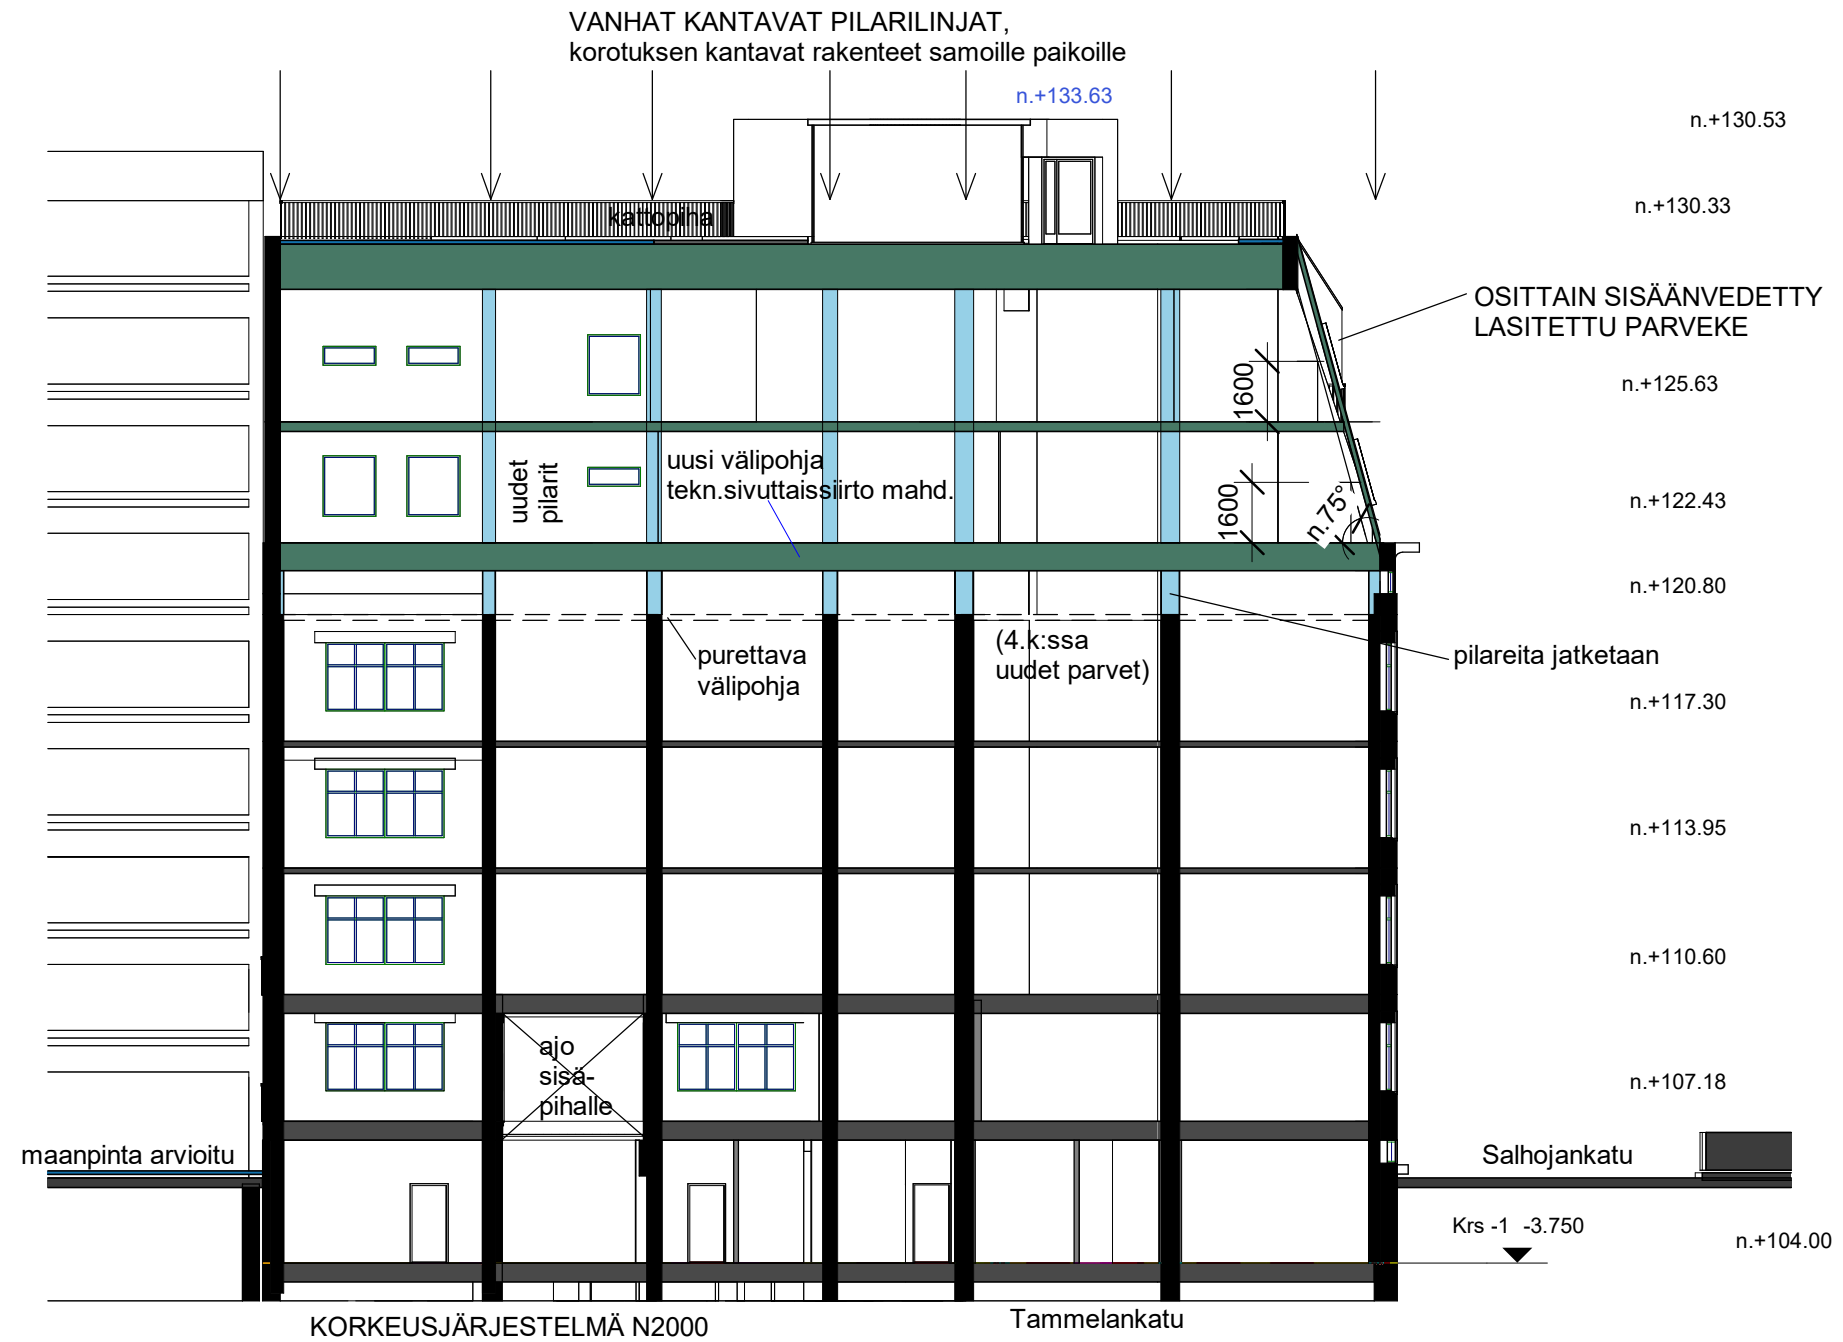 VANHAT KANTAVAT PILARILINJAT,
korotuksen kantavat rakenteet samoille paikoille
n.+133.63
n.+130.53
n.+130.33
kattopiha
OSITTAIN SISÄÄNVEDETTY
LASITETTU PARVEKE
n.+125.63
1600
uudet
pilarit
uusi välipohja
tekn.sivuttaissiirto mahd.
1600
n.75°
n.+122.43
n.+120.80
purettava
välipohja
(4.k:ssa
uudet parvet)
pilareita jatketaan
n.+117.30
n.+113.95
n.+110.60
ajo
sisä-
pihalle
n.+107.18
maanpinta arvioitu
Salhojankatu
Krs -1 -3.750
n.+104.00
KORKEUSJÄRJESTELMÄ N2000
Tammelankatu